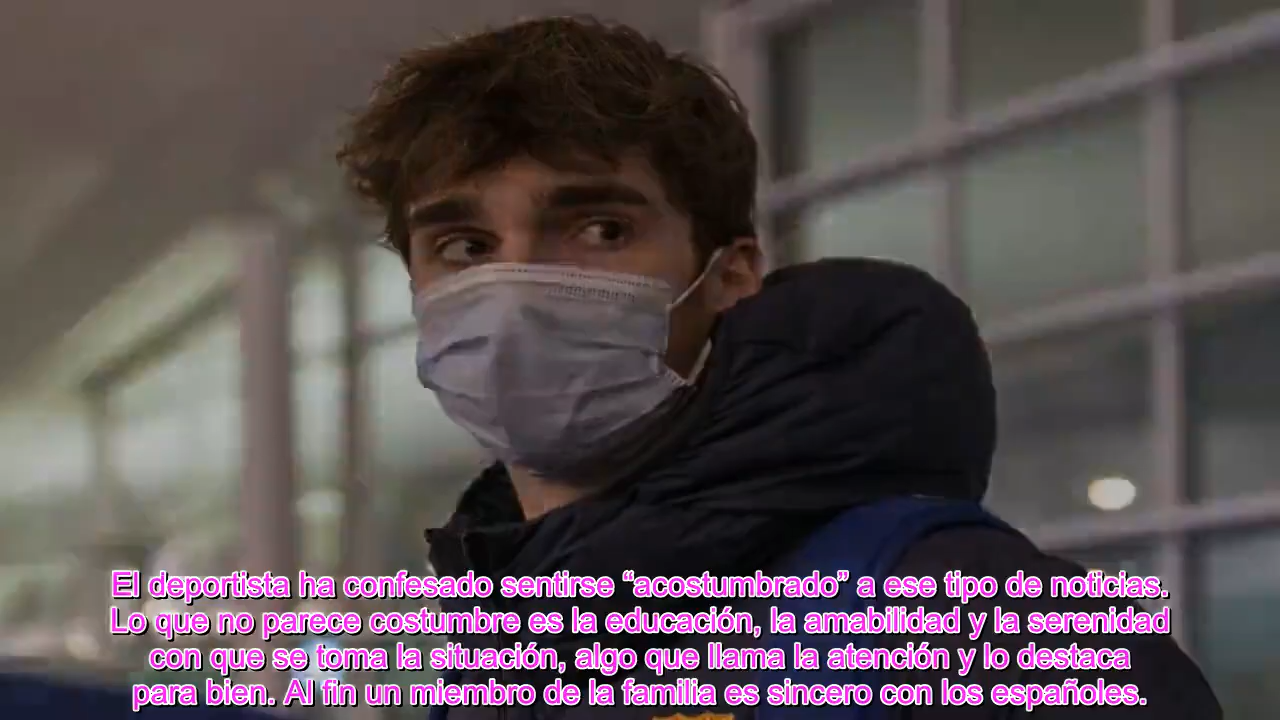 El deportista ha confesado sentirse “acostumbrado” a ese tipo de noticias.
Lo que no parece costumbre es la educación, la amabilidad y la serenidad
con que se toma la situación, algo que llama la atención y lo destaca
para bien. Al fin un miembro de la familia es sincero con los españoles.